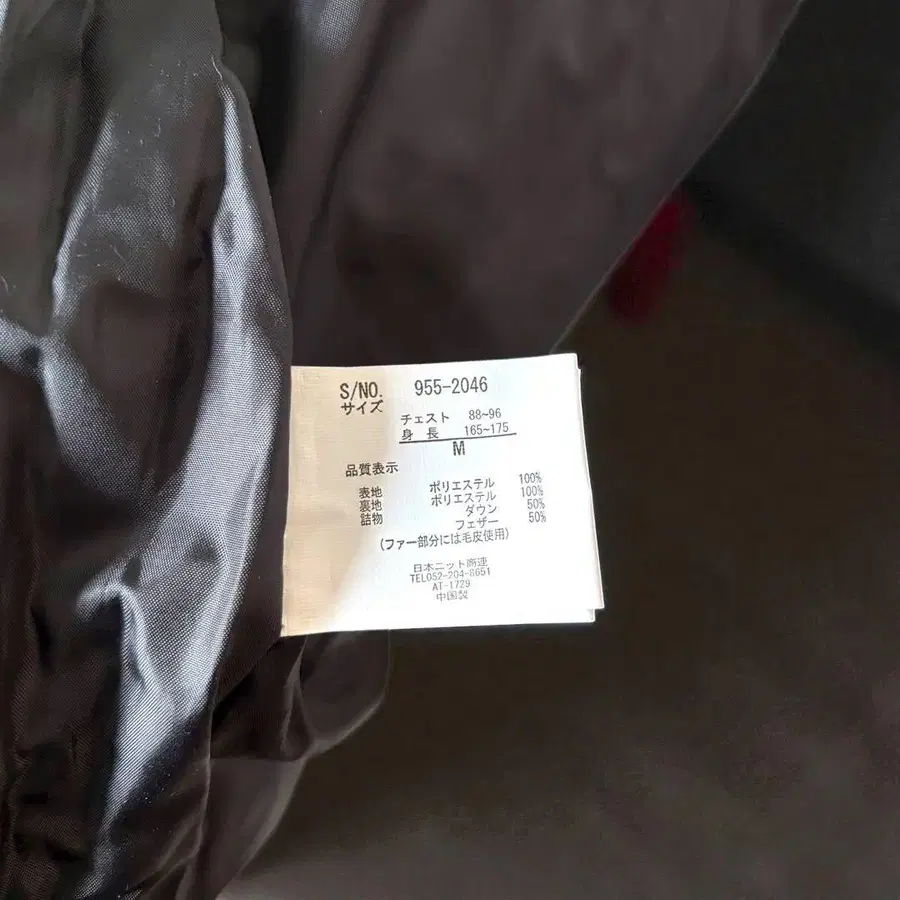 S/NO. 955-2046
サイズ
チェスト 88~96
身長 165~175
M
品質表示
表地 ポリエステル 100%
裏地 ポリエステル 100%
詰物 ダウン 50%
フェザー 50%
(ファー部分には毛皮使用)
日本ニット商連
TEL052-204-8651
AT-1729
中国製